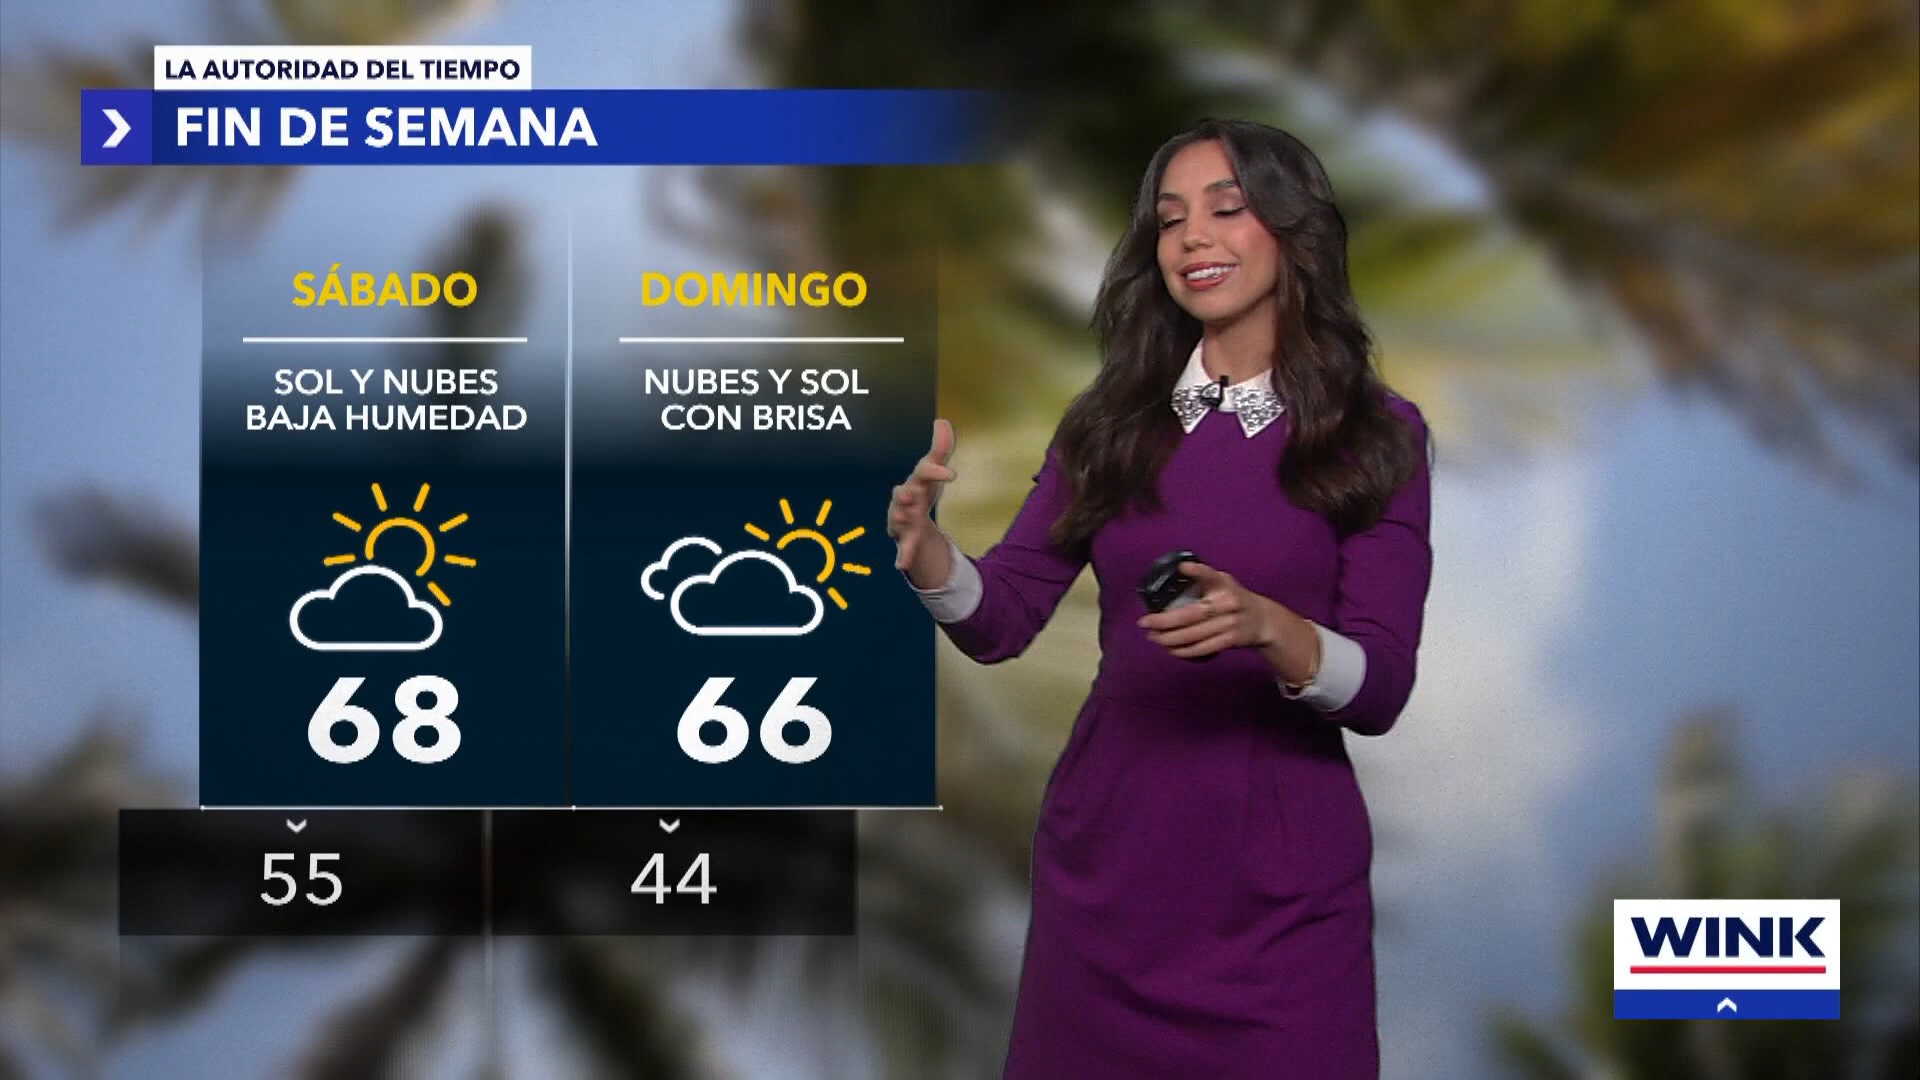 LA AUTORIDAD DEL TIEMPO
FIN DE SEMANA
SÁBADO
SOL Y NUBES
BAJA HUMEDAD
68
55
DOMINGO
NUBES Y SOL
CON BRISA
66
44
WINK